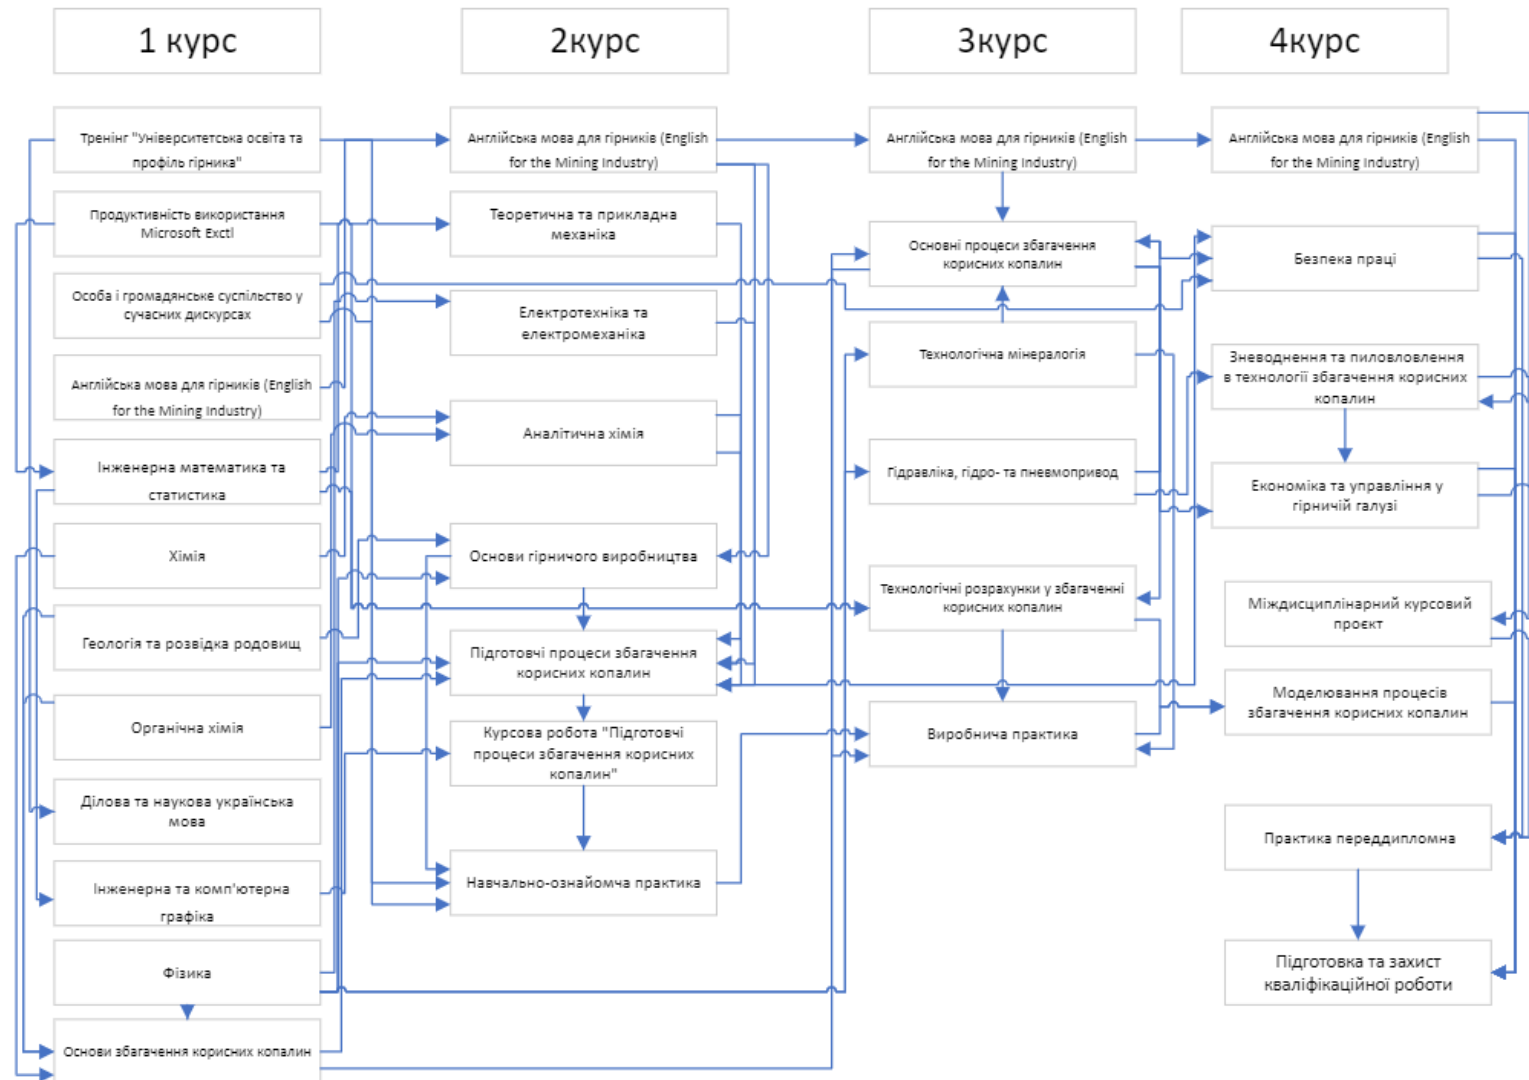 1 курс
2курс
3курс
4курс
Тренінг "Університетська освіта та
профіль гірника"
Продуктивність використання
Microsoft Exctl
Особа і громадянське суспільство у
сучасних дискурсах
Англійська мова для гірників (English
for the Mining Industry)
Інженерна математика та
статистика
Хімія
Геологія та розвідка родовищ
Органічна хімія
Ділова та наукова українська
мова
Інженерна та комп'ютерна
графіка
Фізика
Основи збагачення корисних копалин
Англійська мова для гірників (English
for the Mining Industry)
Теоретична та прикладна
механіка
Електротехніка та
електромеханіка
Аналітична хімія
Основи гірничого виробництва
Підготовчі процеси збагачення
корисних копалин
Курсова робота "Підготовчі
процеси збагачення корисних
копалин"
Навчально-ознайомча практика
Англійська мова для гірників (English
for the Mining Industry)
Основні процеси збагачення
корисних копалин
Технологічна мінералогія
Гідравліка, гідро- та пневмопривод
Технологічні розрахунки у збагаченні
корисних копалин
Виробнича практика
Англійська мова для гірників (English
for the Mining Industry)
Безпека праці
Зневоднення та пиловловлення
в технології збагачення корисних
копалин
Економіка та управління у
гірничій галузі
Міждисциплінарний курсовий
проєкт
Моделювання процесів
збагачення корисних копалин
Практика переддипломна
Підготовка та захист
кваліфікаційної роботи